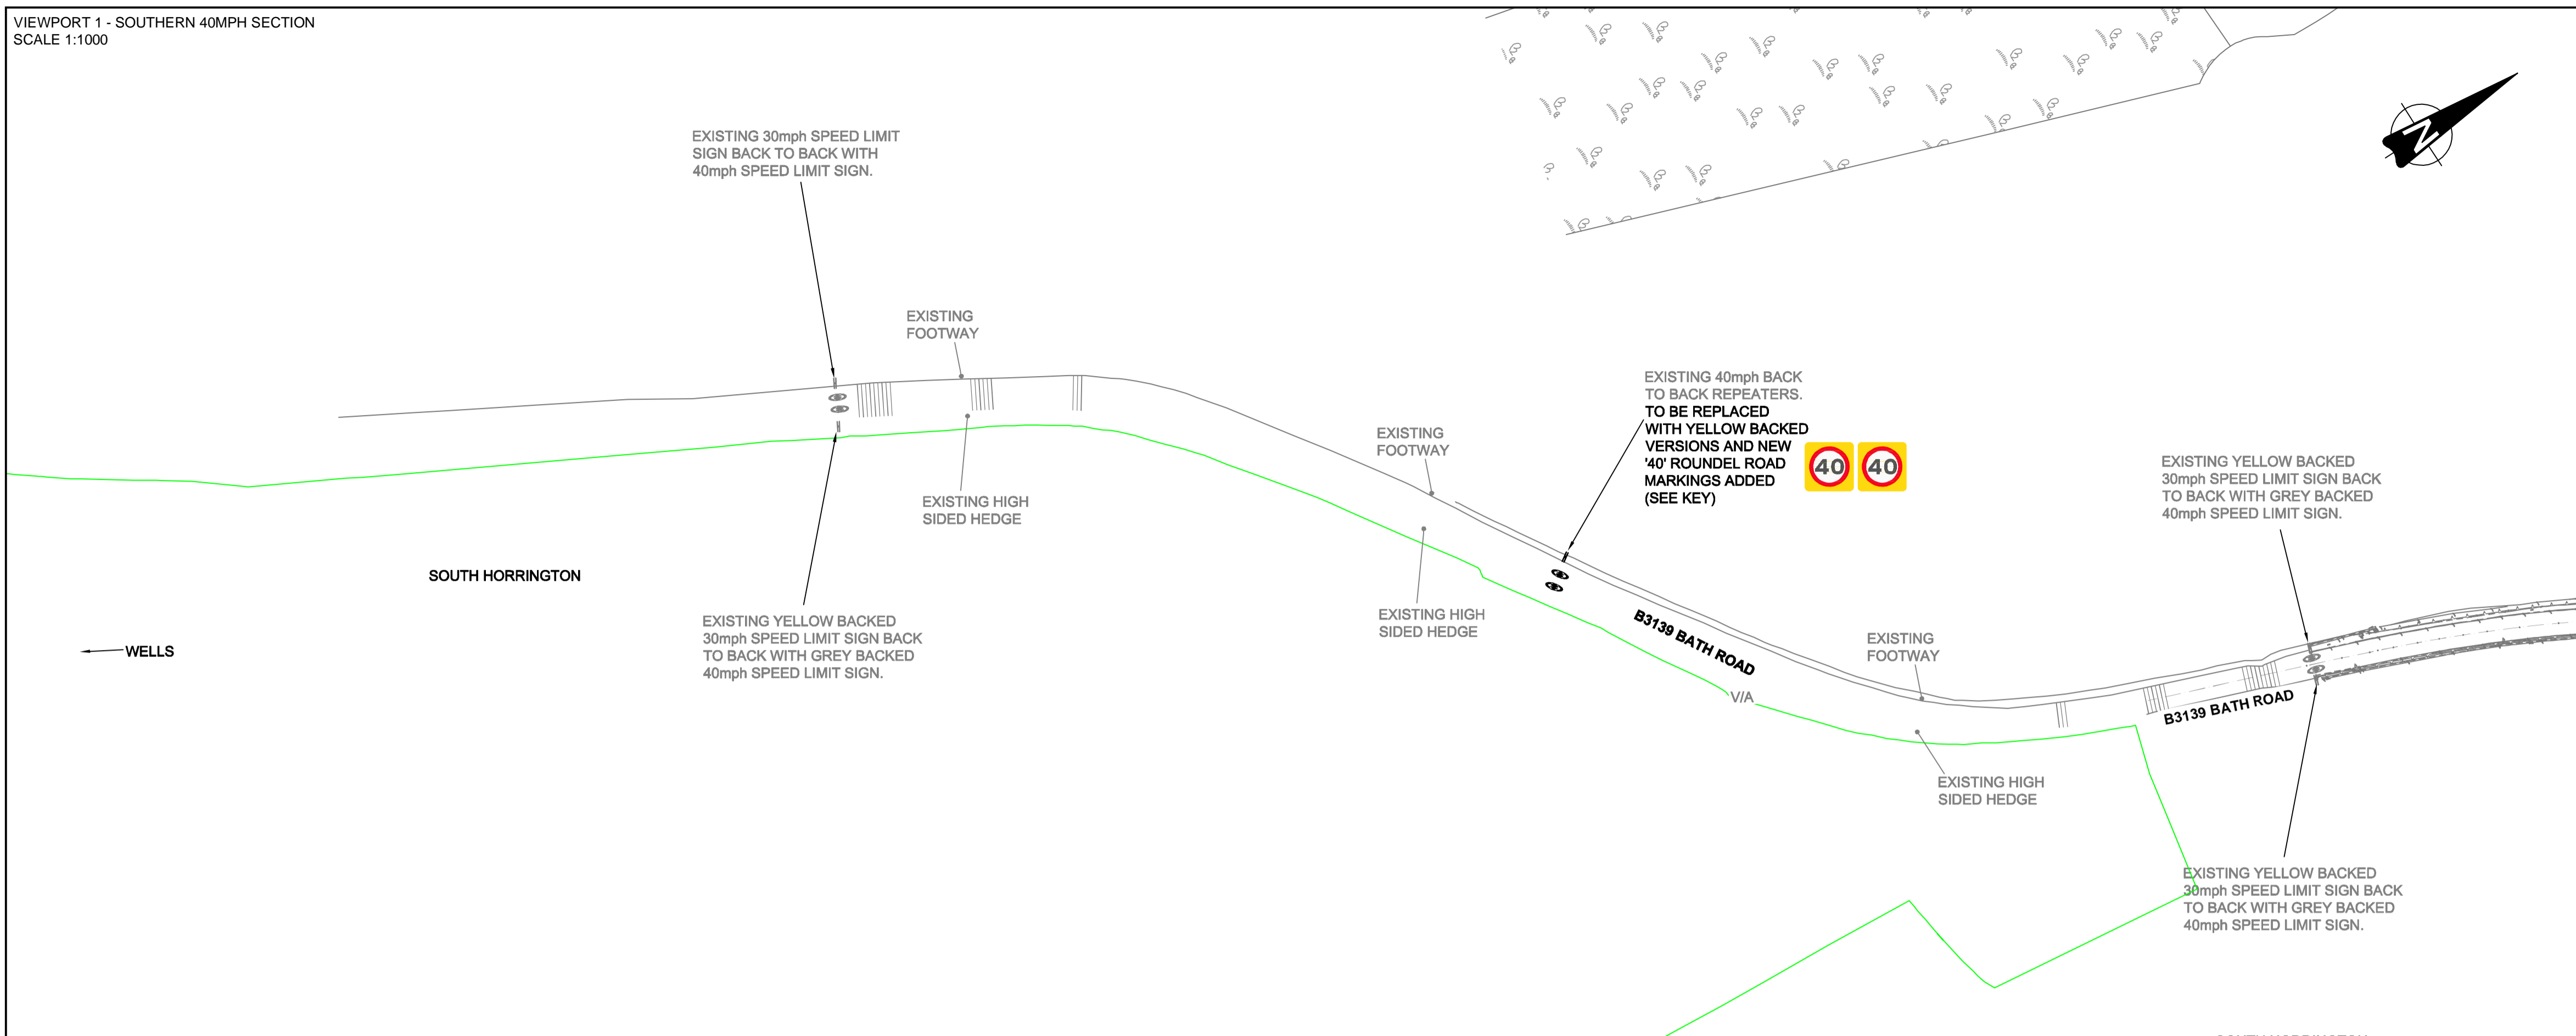 VIEWPORT 1 - SOUTHERN 40MPH SECTION
SCALE 1:1000
N
EXISTING 30mph SPEED LIMIT
SIGN BACK TO BACK WITH
40mph SPEED LIMIT SIGN.
EXISTING
FOOTWAY
EXISTING HIGH
SIDED HEDGE
SOUTH HORRINGTON
WELLS
EXISTING YELLOW BACKED
30mph SPEED LIMIT SIGN BACK
TO BACK WITH GREY BACKED
40mph SPEED LIMIT SIGN.
EXISTING
FOOTWAY
EXISTING HIGH
SIDED HEDGE
EXISTING 40mph BACK
TO BACK REPEATERS.
TO BE REPLACED
WITH YELLOW BACKED
VERSIONS AND NEW
'40' ROUNDEL ROAD
MARKINGS ADDED
(SEE KEY)
40 40
B3139 BATH ROAD
V/A
EXISTING
FOOTWAY
EXISTING HIGH
SIDED HEDGE
EXISTING YELLOW BACKED
30mph SPEED LIMIT SIGN BACK
TO BACK WITH GREY BACKED
40mph SPEED LIMIT SIGN.
B3139 BATH ROAD
EXISTING YELLOW BACKED
30mph SPEED LIMIT SIGN BACK
TO BACK WITH GREY BACKED
40mph SPEED LIMIT SIGN.